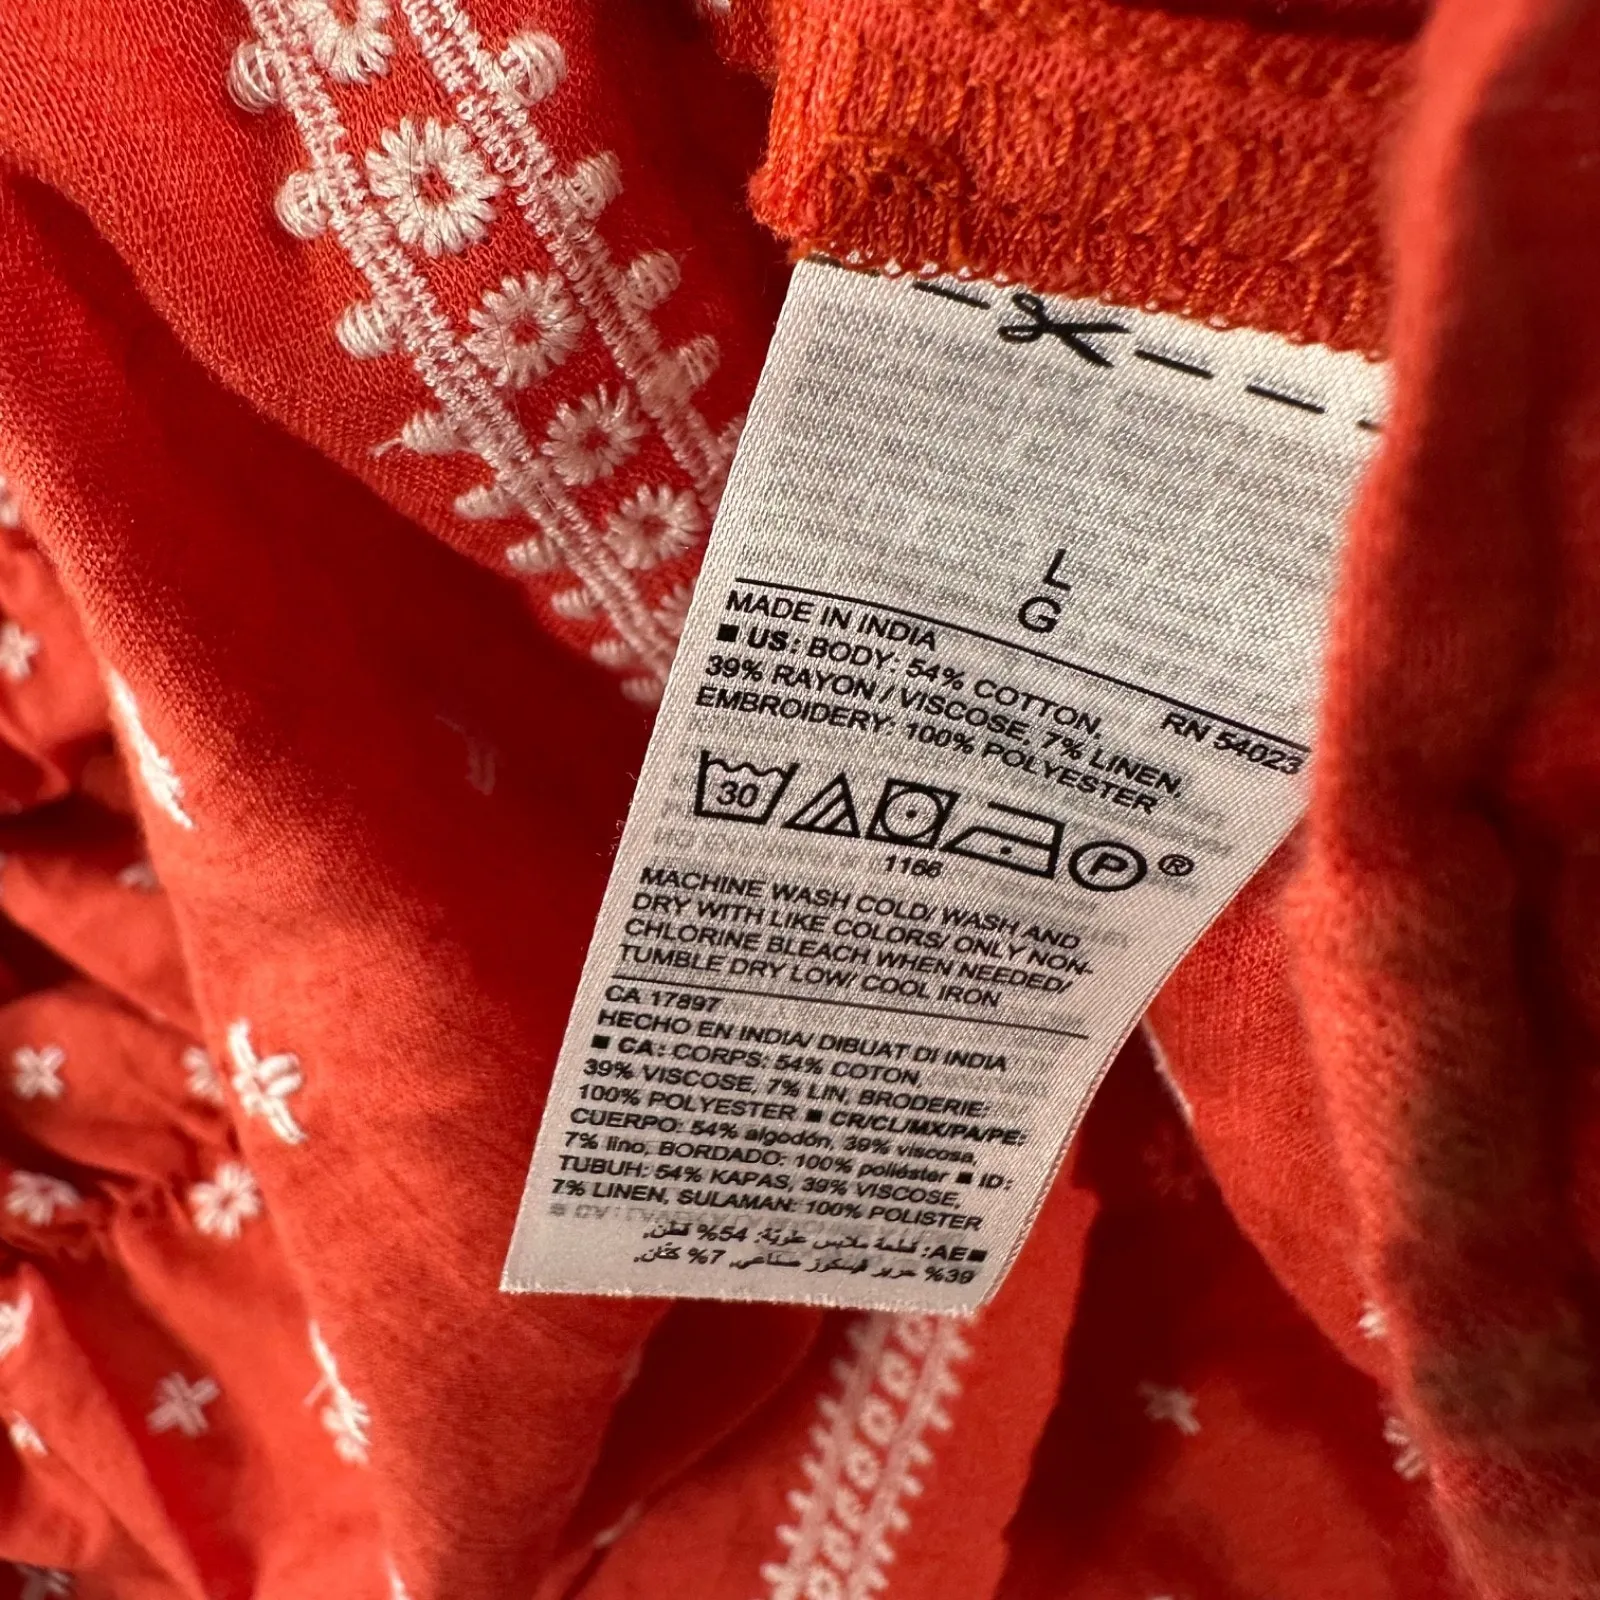 L
G
MADE IN INDIA
RN 54023
■ US: BODY: 54% COTTON,
39% RAYON / VISCOSE, 7% LINEN,
EMBROIDERY: 100% POLYESTER
30
P ®
1166
MACHINE WASH COLD/ WASH AND
DRY WITH LIKE COLORS/ ONLY NON-
CHLORINE BLEACH WHEN NEEDED/
TUMBLE DRY LOW/ COOL IRON
CA 17897
HECHO EN INDIA/ DIBUAT DI INDIA
■ CA: CORPS: 54% COTON,
39% VISCOSE, 7% LIN, BRODERIE:
100% POLYESTER ■ CR/CL/MX/PA/PE:
CUERPO: 54% algodón, 39% viscosa,
7% lino, BORDADO: 100% poliéster ■ ID:
TUBUH: 54% KAPAS, 39% VISCOSE,
7% LINEN, SULAMAN: 100% POLISTER
■AE: قطعة ملابس علويّة: 54% قطن,
39% حرير فيسكوز صناعي, 7% كتّان,